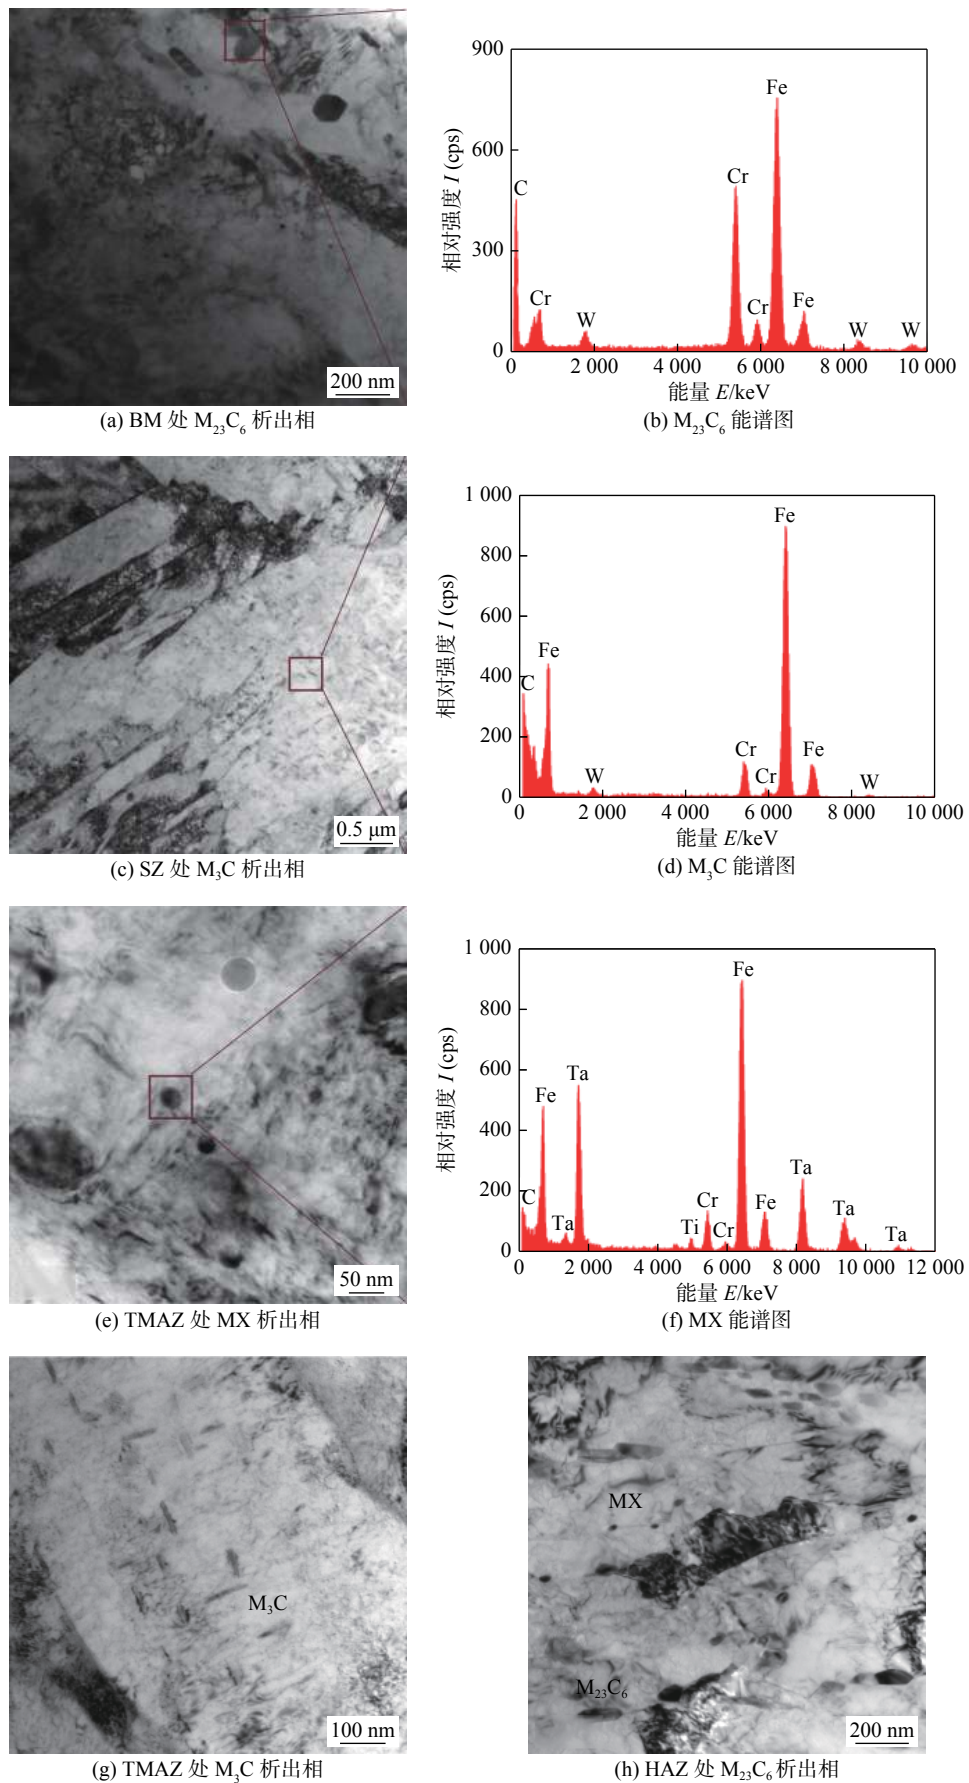 200 nm
(a) BM 处 M₂₃C₆ 析出相
900
600
300
0
相对强度 I (cps)
C
Cr
W
Cr
Cr
Fe
Fe
W
W
0 2 000 4 000 6 000 8 000 10 000
能量 E/keV
(b) M₂₃C₆ 能谱图
0.5 μm
(c) SZ 处 M₃C 析出相
1 000
800
600
400
200
0
相对强度 I (cps)
C
Fe
W
Cr
Cr
Fe
Fe
W
0 2 000 4 000 6 000 8 000 10 000
能量 E/keV
(d) M₃C 能谱图
50 nm
(e) TMAZ 处 MX 析出相
1 000
800
600
400
200
0
相对强度 I (cps)
C
Fe
Ta
Ta
Ti
Cr
Cr
Fe
Fe
Ta
Ta
Ta
0 2 000 4 000 6 000 8 000 10 000 12 000
能量 E/keV
(f) MX 能谱图
M₃C
100 nm
(g) TMAZ 处 M₃C 析出相
MX
M₂₃C₆
200 nm
(h) HAZ 处 M₂₃C₆ 析出相